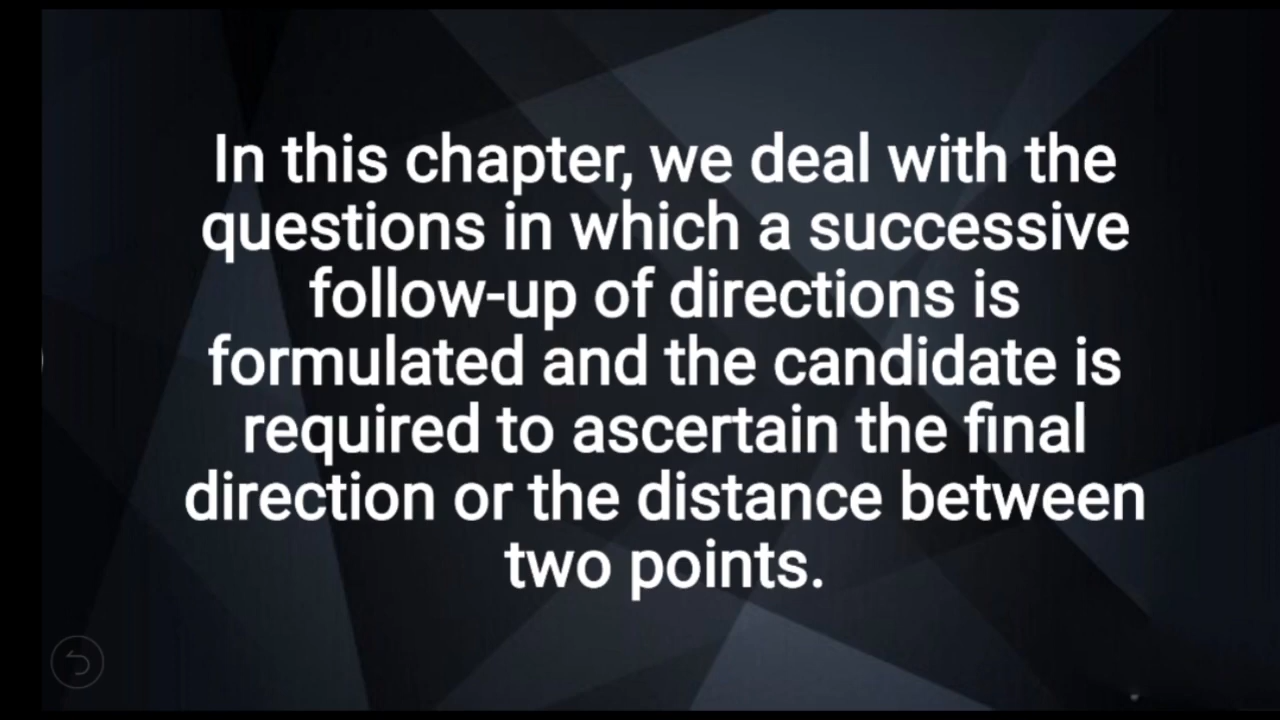 In this chapter, we deal with the
questions in which a successive
follow-up of directions is
formulated and the candidate is
required to ascertain the final
direction or the distance between
two points.